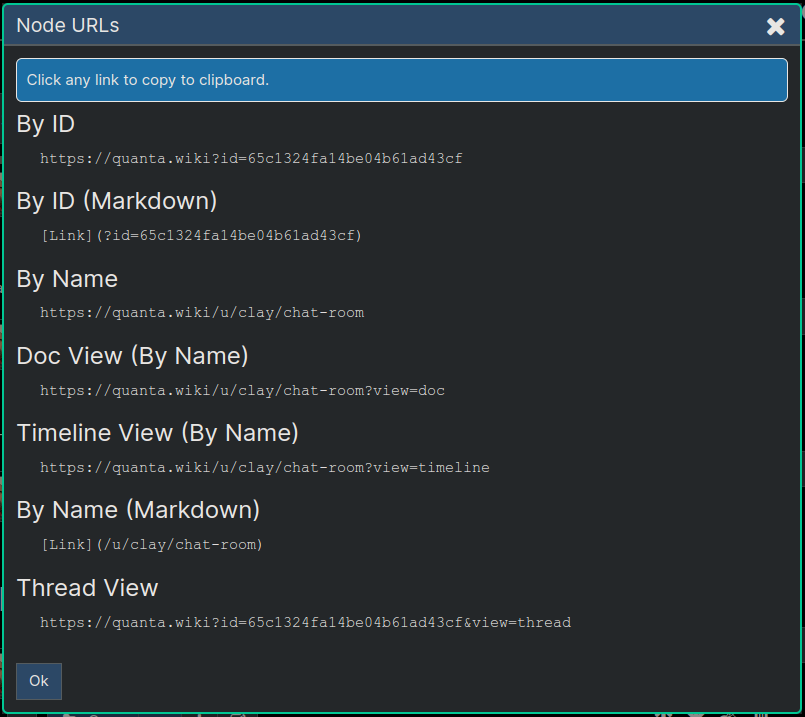 Node URLs
Click any link to copy to clipboard.
By ID
https://quanta.wiki?id=65c1324fa14be04b61ad43cf
By ID (Markdown)
[Link](?id=65c1324fa14be04b61ad43cf)
By Name
https://quanta.wiki/u/clay/chat-room
Doc View (By Name)
https://quanta.wiki/u/clay/chat-room?view=doc
Timeline View (By Name)
https://quanta.wiki/u/clay/chat-room?view=timeline
By Name (Markdown)
[Link](/u/clay/chat-room)
Thread View
https://quanta.wiki?id=65c1324fa14be04b61ad43cf&view=thread
Ok